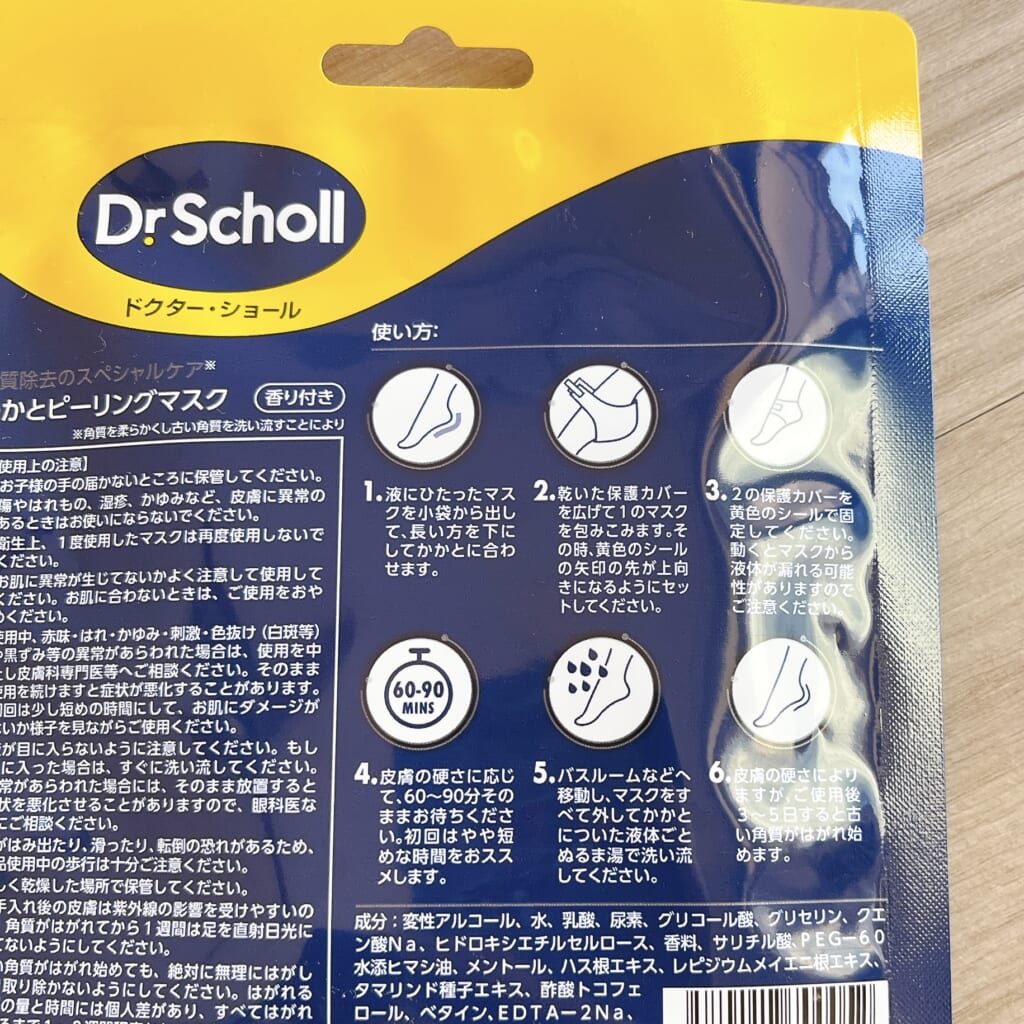 Dr.Scholl
ドクター・ショール
質除去のスペシャルケア※
かとピーリングマスク 香り付き
※角質を柔らかくし古い角質を洗い流すことにより
使用上の注意】
お子様の手の届かないところに保管してください。
傷やはれもの、湿疹、かゆみなど、皮膚に異常の
あるときはお使いにならないでください。
衛生上、1度使用したマスクは再度使用しないで
ください。
お肌に異常が生じてないかよく注意して使用して
ください。お肌に合わないときは、ご使用をおや
めください。
使用中、赤味・はれ・かゆみ・刺激・色抜け(白斑等)
や黒ずみ等の異常があらわれた場合は、使用を中
し皮膚科専門医等へご相談ください。そのまま
使用を続けますと症状が悪化することがあります。
初回は少し短めの時間にして、お肌にダメージが
ないか様子を見ながらご使用ください。
が目に入らないように注意してください。もし
に入った場合は、すぐに洗い流してください。
常があらわれた場合には、そのまま放置すると
状を悪化させることがありますので、眼科医な
にご相談ください。
がはみ出たり、滑ったり、転倒の恐れがあるため、
品使用中の歩行は十分ご注意ください。
しく乾燥した場所で保管してください。
手入れ後の皮膚は紫外線の影響を受けやすいの
角質がはがれてから1週間は足を直射日光に
てないようにしてください。
い角質がはがれ始めても、絶対に無理にはがし
取り除かないようにしてください。はがれる
の量と時間には個人差があり、すべてはがれ
使い方:
1.液にひたったマス
クを小袋から出し
て、長い方を下に
してかかとに合わ
せます。
2.乾いた保護カバー
を広げて1のマスク
を包みこみます。そ
の時、黄色のシール
の矢印の先が上向
きになるようにセッ
トしてください。
3.2の保護カバーを
黄色のシールで固
定してください。
動くとマスクから
液体が漏れる可能
性がありますので
ご注意ください。
60-90
MINS
4.皮膚の硬さに応じ
て、60〜90分その
ままお待ちくださ
い。初回はやや短
めな時間をおスス
メします。
5.バスルームなどへ
移動し、マスクをす
べて外してかかと
についた液体ごと
ぬるま湯で洗い流
してください。
6.皮膚の硬さにより
ますが、ご使用後
3〜5日すると古
い角質がはがれ始
めます。
成分:変性アルコール、水、乳酸、尿素、グリコール酸、グリセリン、クエ
ン酸Na、ヒドロキシエチルセルロース、香料、サリチル酸、PEG-60
水添ヒマシ油、メントール、ハス根エキス、レピジウムメイエニ根エキス、
タマリンド種子エキス、酢酸トコフェ
ロール、ベタイン、EDTA-2Na、